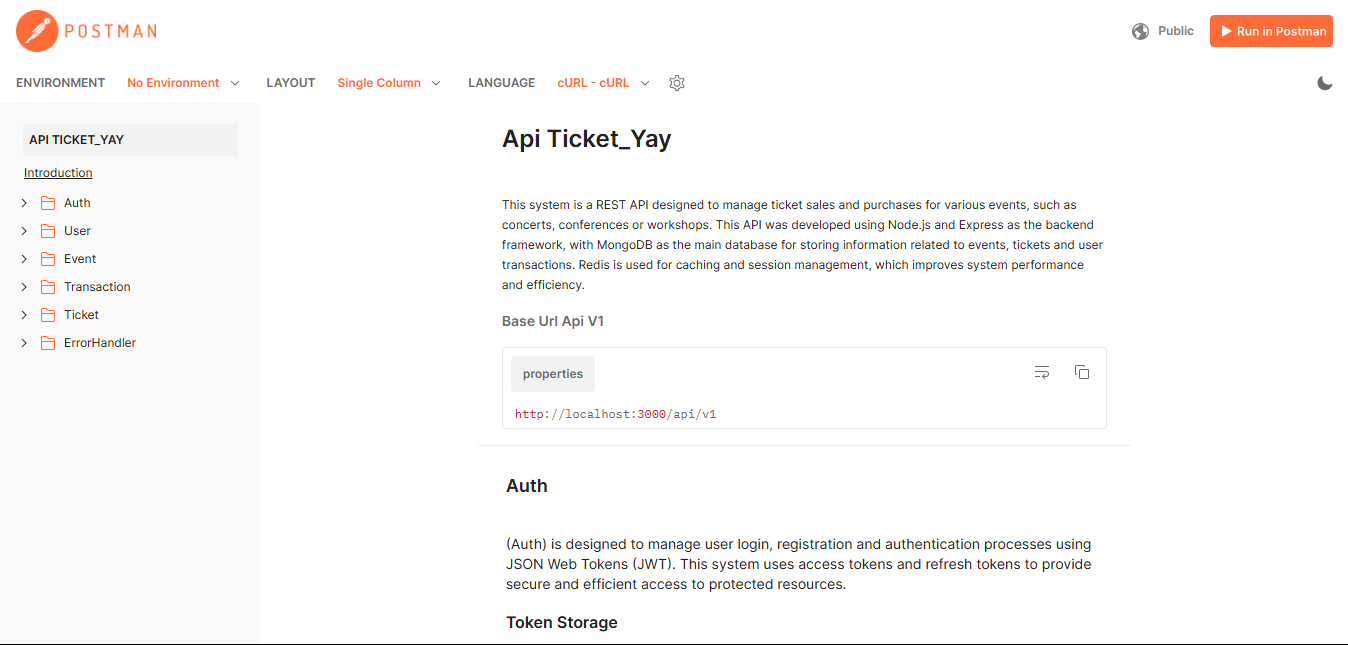 POSTMAN
Public
Run in Postman
ENVIRONMENT No Environment LAYOUT Single Column LANGUAGE cURL - cURL
API TICKET_YAY
Introduction
Auth
User
Event
Transaction
Ticket
ErrorHandler
Api Ticket_Yay
This system is a REST API designed to manage ticket sales and purchases for various events, such as
concerts, conferences or workshops. This API was developed using Node.js and Express as the backend
framework, with MongoDB as the main database for storing information related to events, tickets and user
transactions. Redis is used for caching and session management, which improves system performance
and efficiency.
Base Url Api V1
properties
http://localhost:3000/api/v1
Auth
(Auth) is designed to manage user login, registration and authentication processes using
JSON Web Tokens (JWT). This system uses access tokens and refresh tokens to provide
secure and efficient access to protected resources.
Token Storage